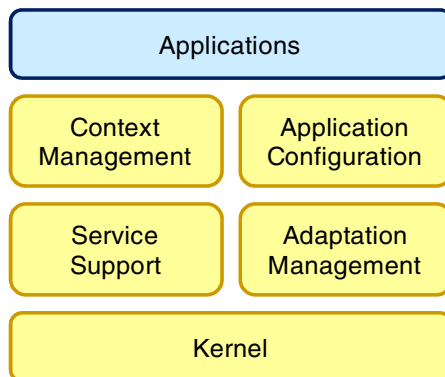 Applications
Context
Management
Application
Configuration
Service
Support
Adaptation
Management
Kernel